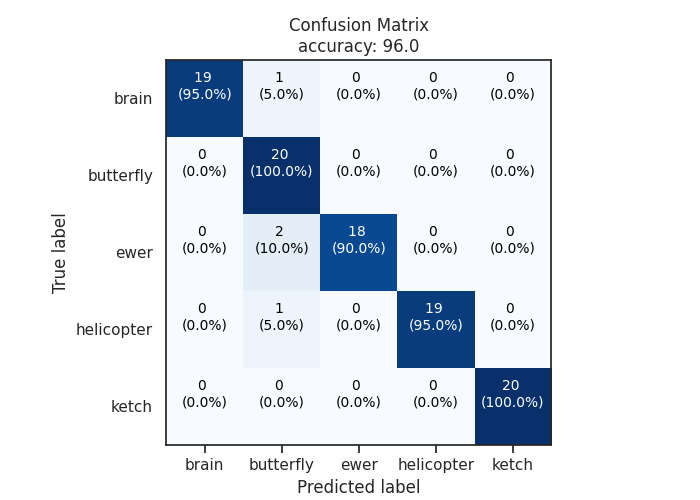 Confusion Matrix
accuracy: 96.0
True label
brain
19 1 0 0 0
(95.0%) (5.0%) (0.0%) (0.0%) (0.0%)
butterfly
0 20 0 0 0
(0.0%) (100.0%) (0.0%) (0.0%) (0.0%)
ewer
0 2 18 0 0
(0.0%) (10.0%) (90.0%) (0.0%) (0.0%)
helicopter
0 1 0 19 0
(0.0%) (5.0%) (0.0%) (95.0%) (0.0%)
ketch
0 0 0 0 20
(0.0%) (0.0%) (0.0%) (0.0%) (100.0%)
brain butterfly ewer helicopter ketch
Predicted label